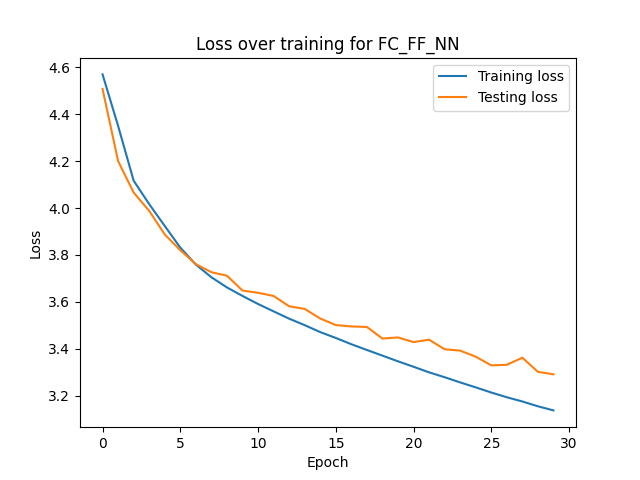 Loss over training for FC_FF_NN
Training loss
Testing loss
4.6
4.4
4.2
4.0
3.8
3.6
3.4
3.2
Loss
0 5 10 15 20 25 30
Epoch